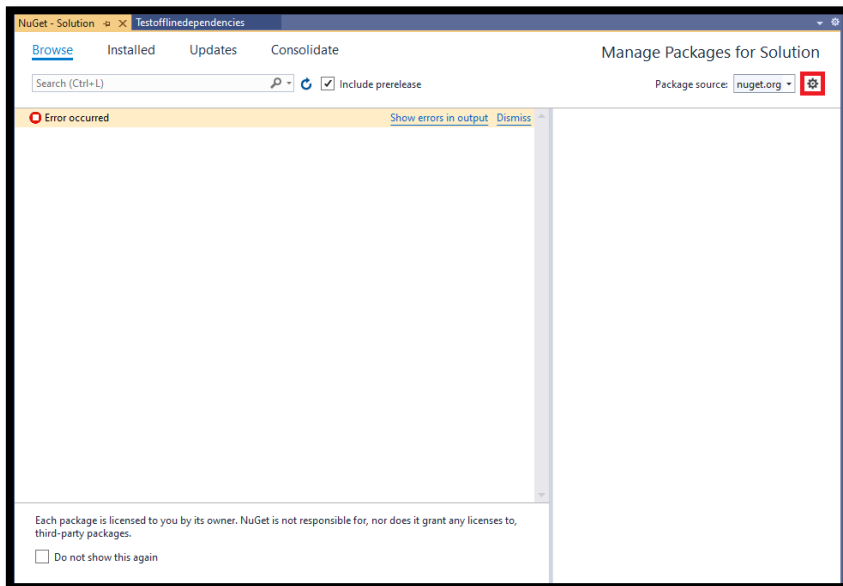 NuGet - Solution
Testofflinedependencies
Browse Installed Updates Consolidate
Manage Packages for Solution
Search (Ctrl+L)
Include prerelease
Package source: nuget.org
Error occurred
Show errors in output Dismiss
Each package is licensed to you by its owner. NuGet is not responsible for, nor does it grant any licenses to,
third-party packages.
Do not show this again